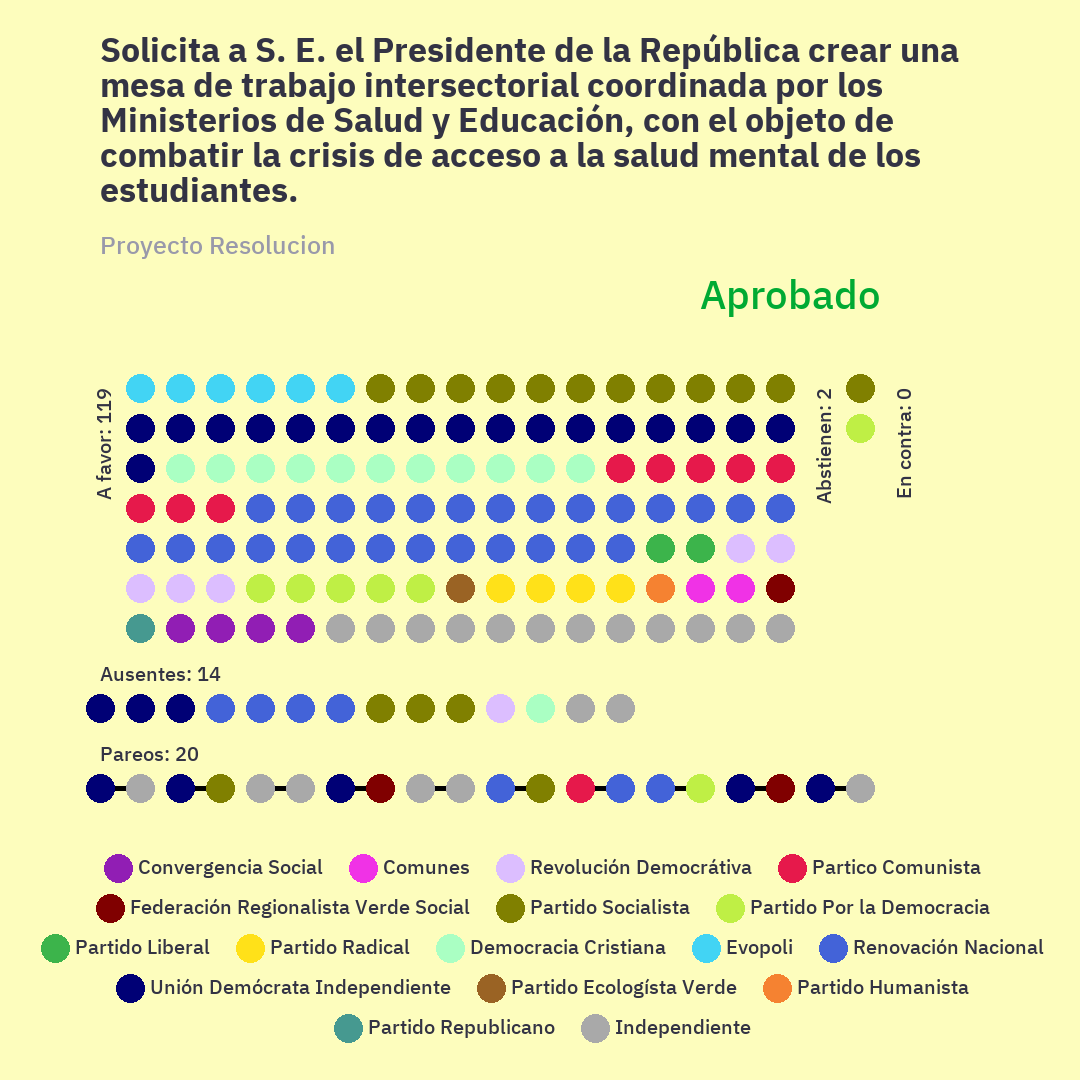 Solicita a S. E. el Presidente de la República crear una
mesa de trabajo intersectorial coordinada por los
Ministerios de Salud y Educación, con el objeto de
combatir la crisis de acceso a la salud mental de los
estudiantes.
Proyecto Resolucion
Aprobado
A favor: 119
Abstienen: 2
En contra: 0
Ausentes: 14
Pareos: 20
Convergencia Social Comunes Revolución Democrátiva Partico Comunista
Federación Regionalista Verde Social Partido Socialista Partido Por la Democracia
Partido Liberal Partido Radical Democracia Cristiana Evopoli Renovación Nacional
Unión Demócrata Independiente Partido Ecologísta Verde Partido Humanista
Partido Republicano Independiente